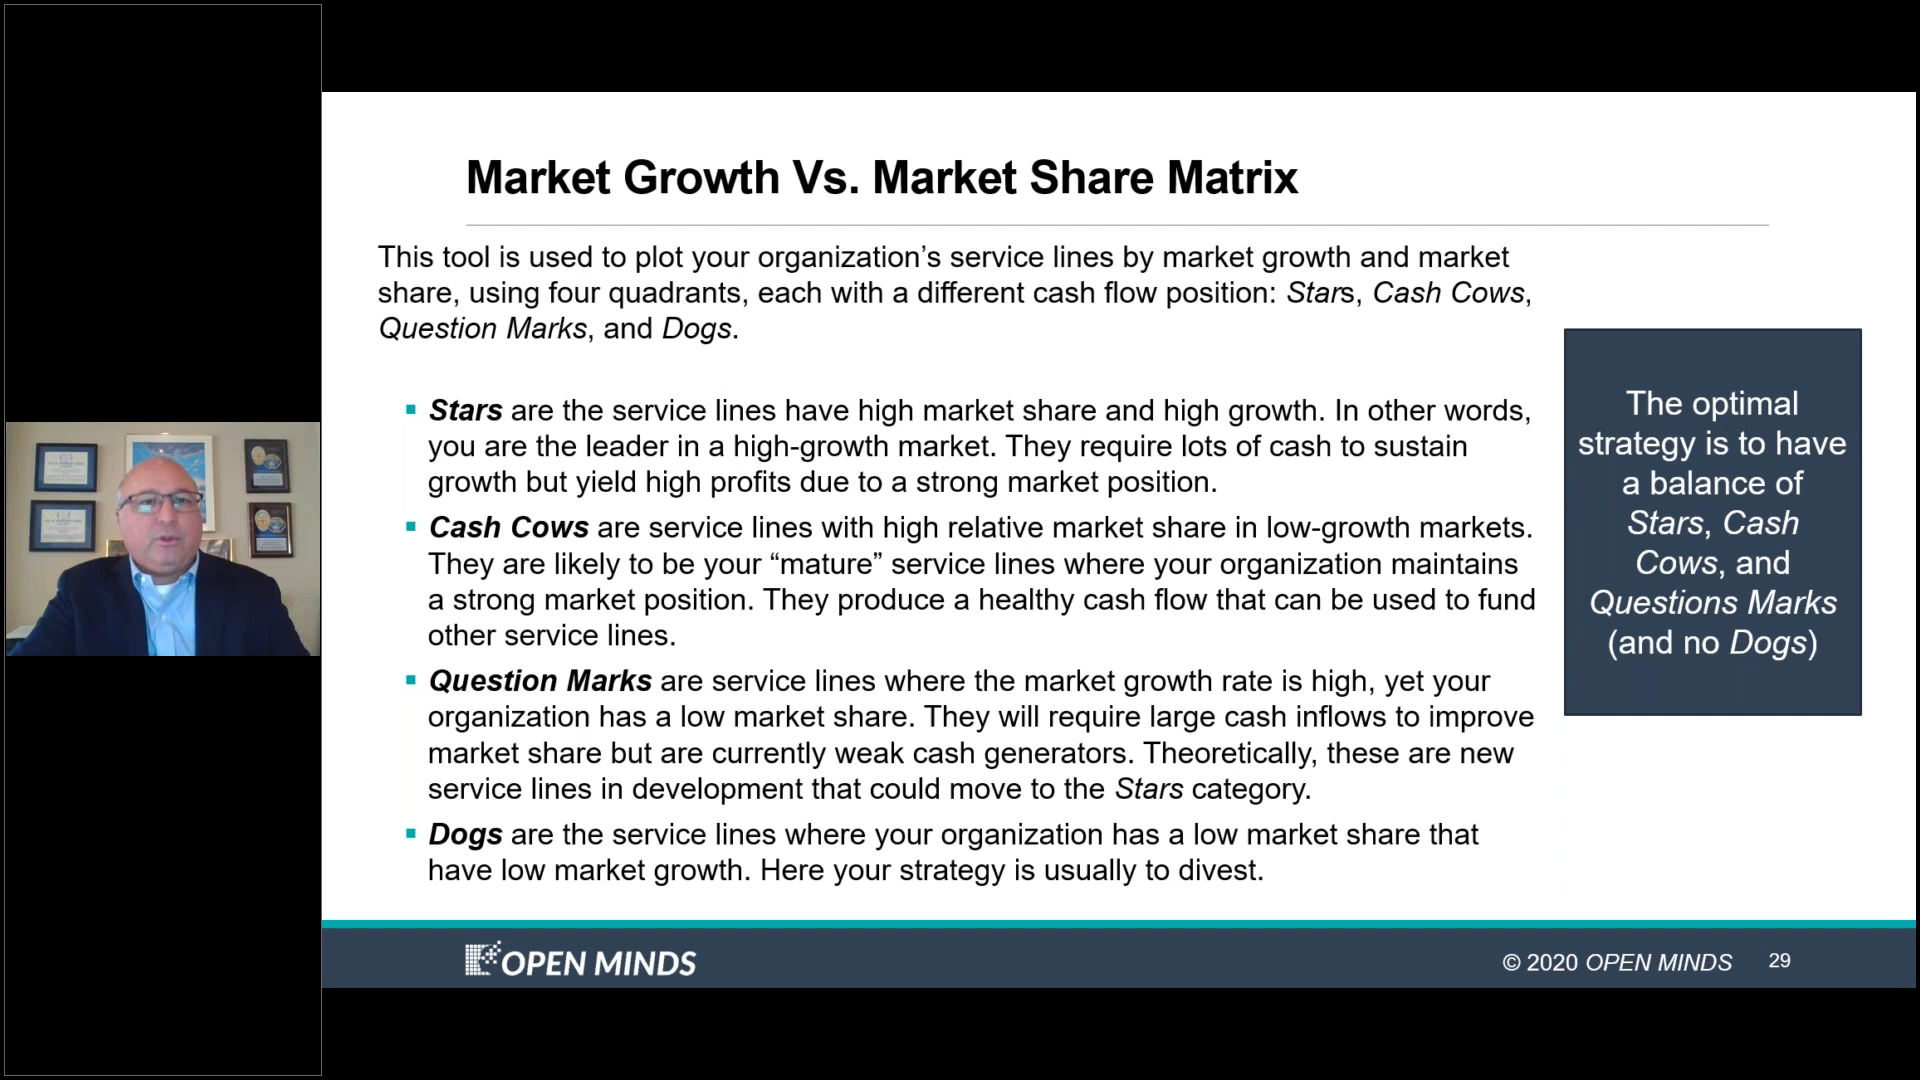 Market Growth Vs. Market Share Matrix
This tool is used to plot your organization’s service lines by market growth and market
share, using four quadrants, each with a different cash flow position: Stars, Cash Cows,
Question Marks, and Dogs.
▪ Stars are the service lines have high market share and high growth. In other words,
you are the leader in a high-growth market. They require lots of cash to sustain
growth but yield high profits due to a strong market position.
▪ Cash Cows are service lines with high relative market share in low-growth markets.
They are likely to be your “mature” service lines where your organization maintains
a strong market position. They produce a healthy cash flow that can be used to fund
other service lines.
▪ Question Marks are service lines where the market growth rate is high, yet your
organization has a low market share. They will require large cash inflows to improve
market share but are currently weak cash generators. Theoretically, these are new
service lines in development that could move to the Stars category.
▪ Dogs are the service lines where your organization has a low market share that
have low market growth. Here your strategy is usually to divest.
The optimal
strategy is to have
a balance of
Stars, Cash
Cows, and
Questions Marks
(and no Dogs)
OPEN MINDS
© 2020 OPEN MINDS 29